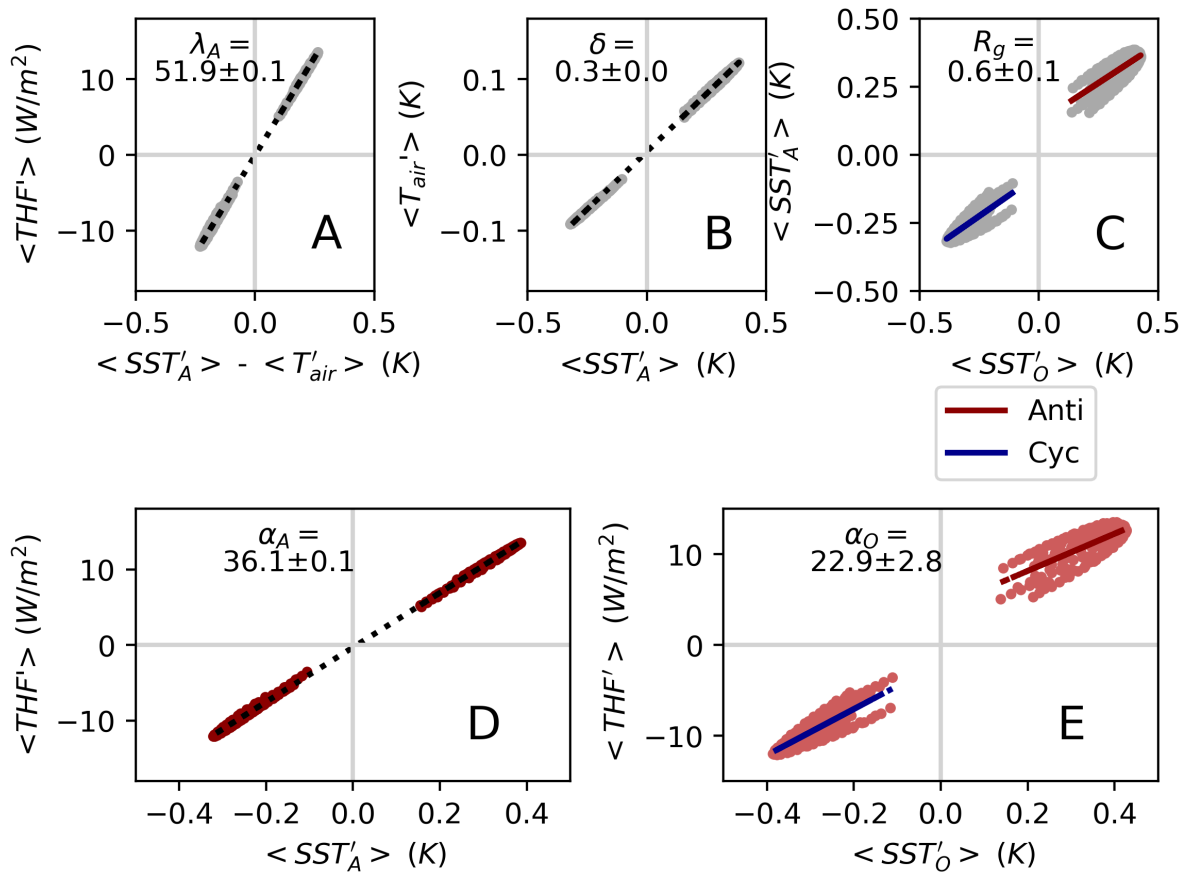 <THF'> (W/m²)
10
0
−10
λ_A =
51.9±0.1
A
−0.5
0.0
0.5
< SST'_A > - < T'_air > (K)
<T_air'> (K)
0.1
0.0
−0.1
δ =
0.3±0.0
B
−0.5
0.0
0.5
<SST'_A> (K)
<SST'_A> (K)
0.50
0.25
0.00
−0.25
−0.50
R_g =
0.6±0.1
C
−0.5
0.0
0.5
< SST'_O > (K)
Anti
Cyc
<THF'> (W/m²)
10
0
−10
α_A =
36.1±0.1
D
−0.4
−0.2
0.0
0.2
0.4
< SST'_A > (K)
< THF' > (W/m²)
10
0
−10
α_O =
22.9±2.8
E
−0.4
−0.2
0.0
0.2
0.4
< SST'_O > (K)